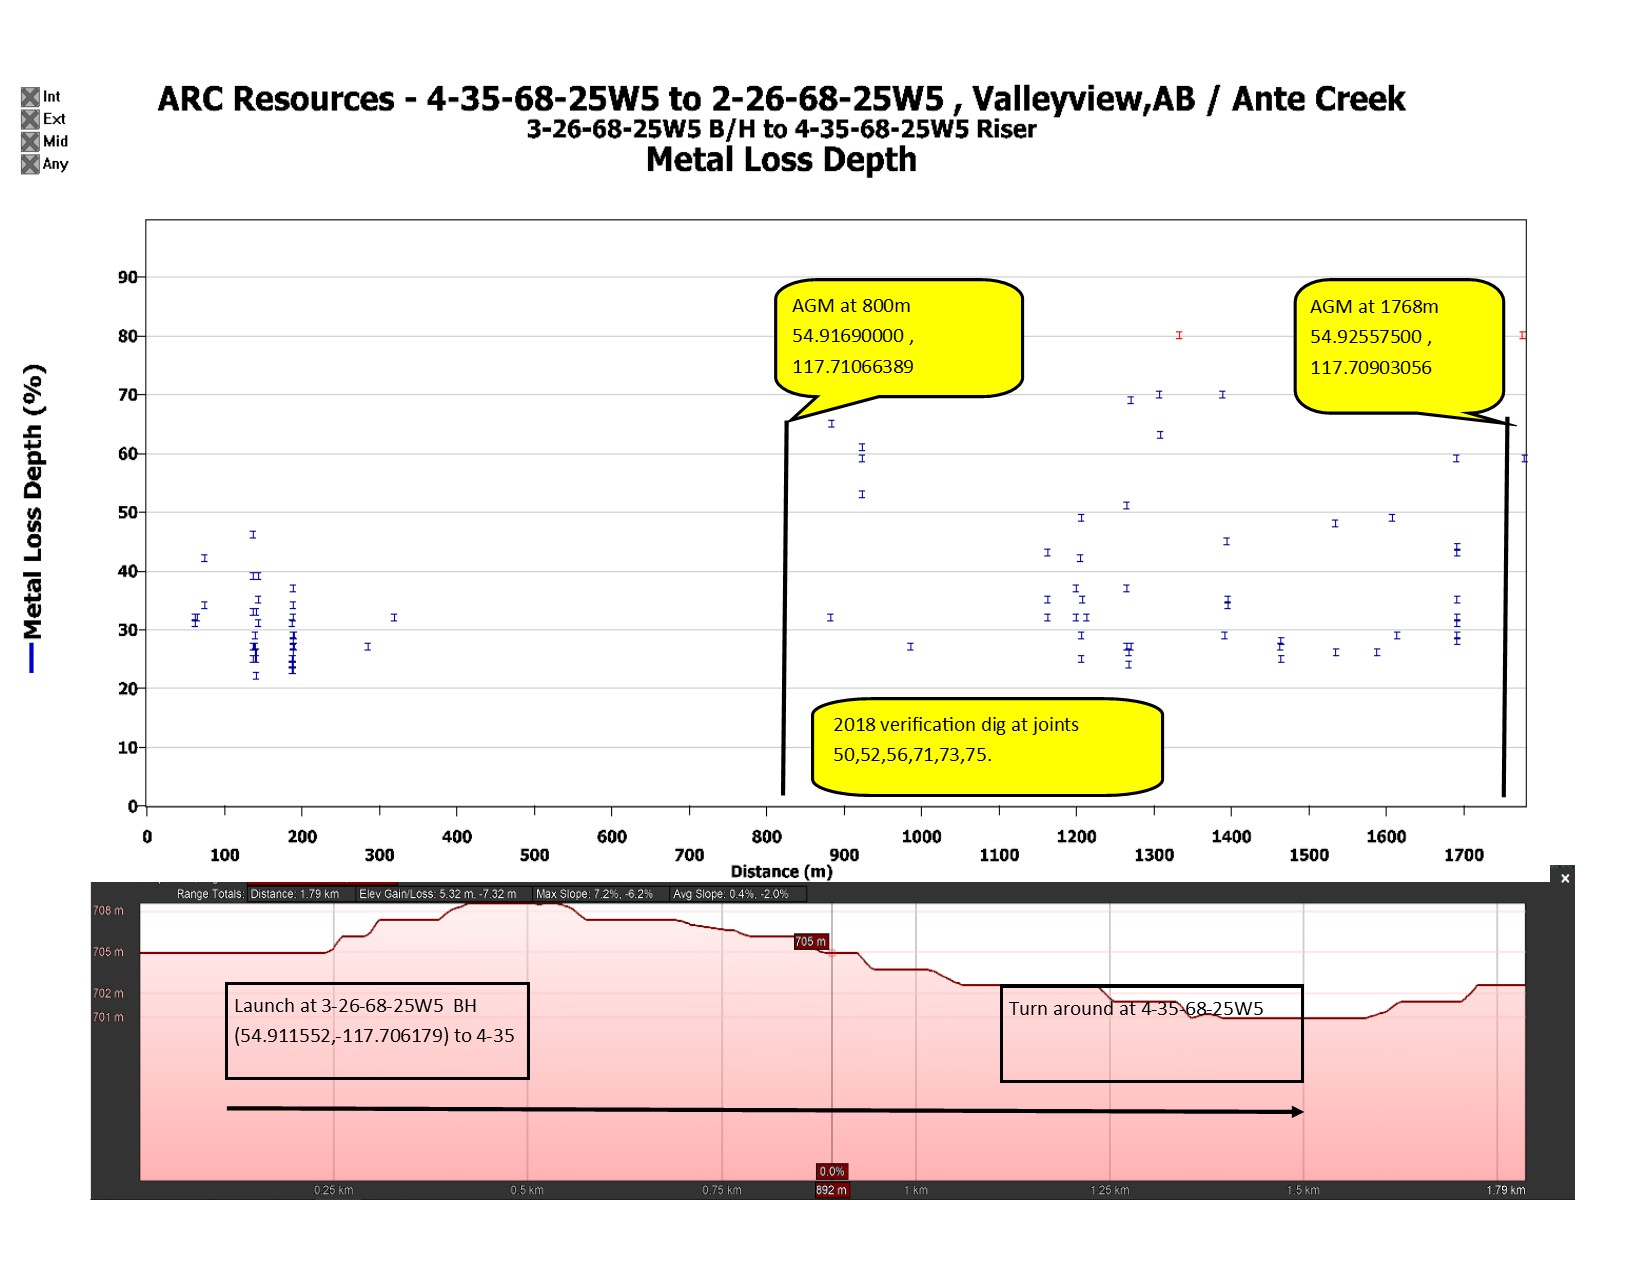 Int
Ext
Mid
Any
ARC Resources - 4-35-68-25W5 to 2-26-68-25W5 , Valleyview,AB / Ante Creek
3-26-68-25W5 B/H to 4-35-68-25W5 Riser
Metal Loss Depth
Metal Loss Depth (%)
90
80
70
60
50
40
30
20
10
0
AGM at 800m
54.91690000 ,
117.71066389
AGM at 1768m
54.92557500 ,
117.70903056
2018 verification dig at joints
50,52,56,71,73,75.
0 200 400 600 800 1000 1200 1400 1600
100 300 500 700 900 1100 1300 1500 1700
Distance (m)
Range Totals: Distance: 1.79 km Elev Gain/Loss: 5.32 m, -7.32 m Max Slope: 7.2%, -6.2% Avg Slope: 0.4%, -2.0%
708 m
705 m
702 m
701 m
705 m
Launch at 3-26-68-25W5 BH
(54.911552,-117.706179) to 4-35
Turn around at 4-35-68-25W5
0.0%
0.25 km 0.5 km 0.75 km 892 m 1 km 1.25 km 1.5 km 1.79 km